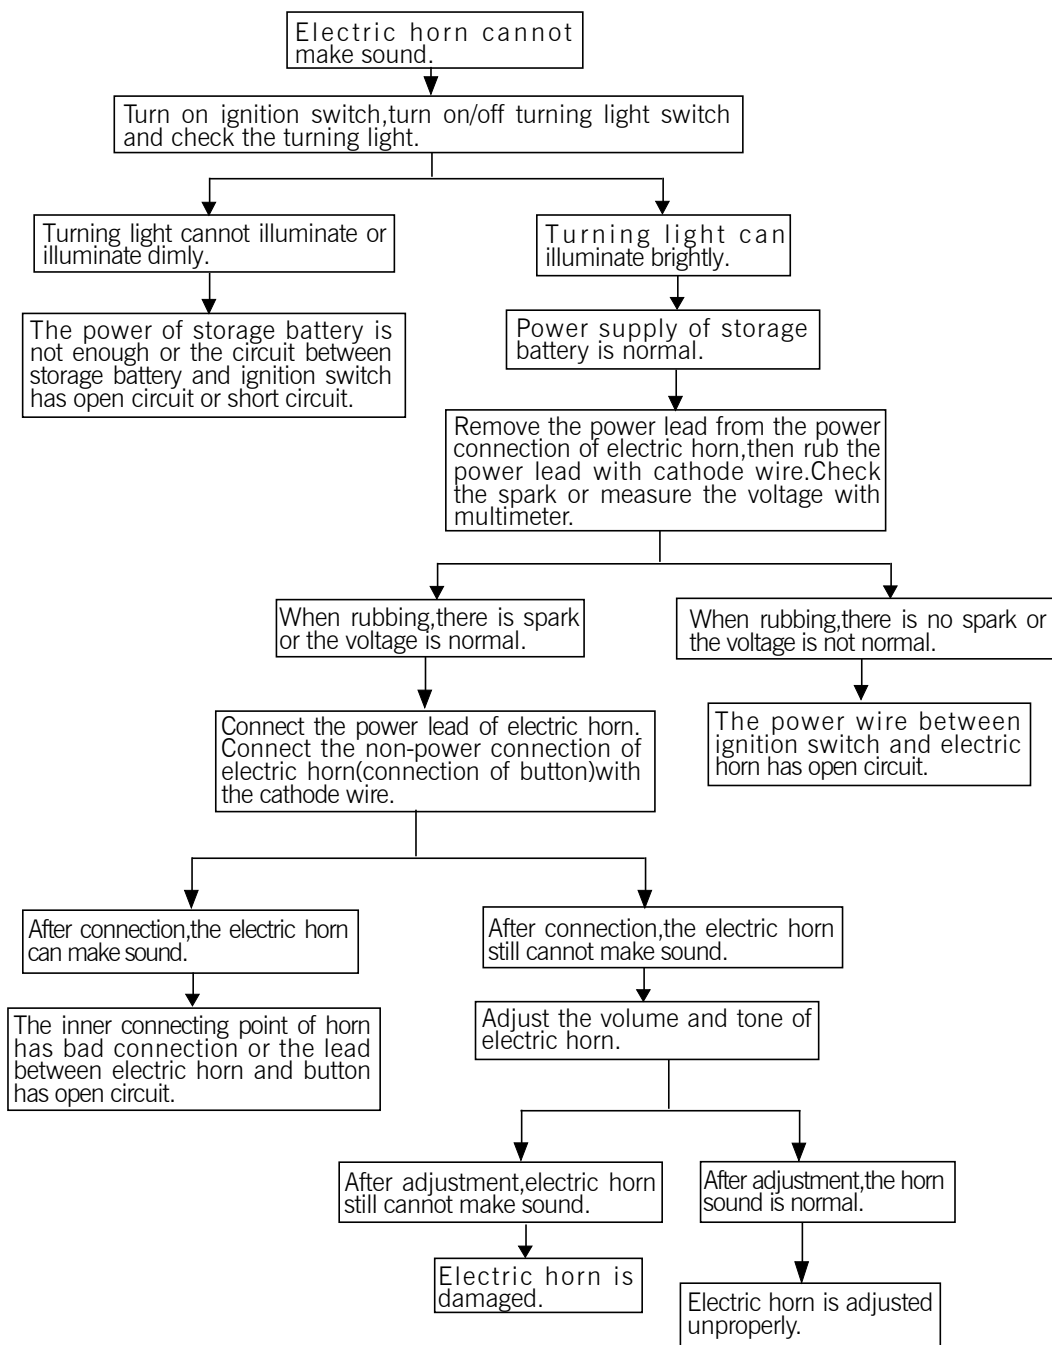 Electric horn cannot
make sound.
Turn on ignition switch,turn on/off turning light switch
and check the turning light.
Turning light cannot illuminate or
illuminate dimly.
Turning light can
illuminate brightly.
The power of storage battery is
not enough or the circuit between
storage battery and ignition switch
has open circuit or short circuit.
Power supply of storage
battery is normal.
Remove the power lead from the power
connection of electric horn,then rub the
power lead with cathode wire.Check
the spark or measure the voltage with
multimeter.
When rubbing,there is spark
or the voltage is normal.
When rubbing,there is no spark or
the voltage is not normal.
Connect the power lead of electric horn.
Connect the non-power connection of
electric horn(connection of button)with
the cathode wire.
The power wire between
ignition switch and electric
horn has open circuit.
After connection,the electric horn
can make sound.
After connection,the electric horn
still cannot make sound.
The inner connecting point of horn
has bad connection or the lead
between electric horn and button
has open circuit.
Adjust the volume and tone of
electric horn.
After adjustment,electric horn
still cannot make sound.
After adjustment,the horn
sound is normal.
Electric horn is
damaged.
Electric horn is adjusted
unproperly.